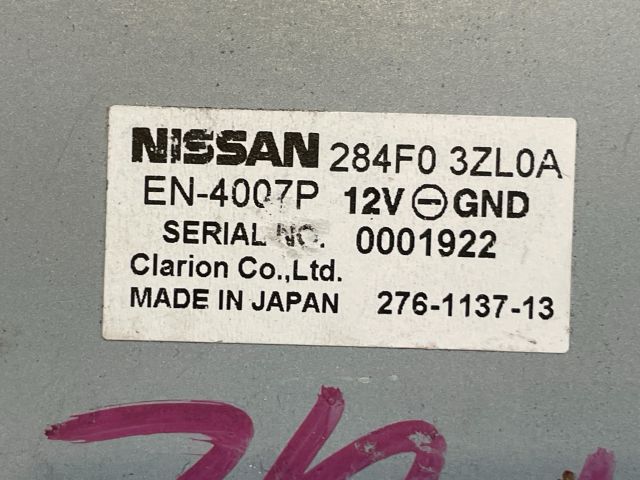 NISSAN 284F0 3ZL0A
EN-4007P 12V ⊖ GND
SERIAL NO. 0001922
Clarion Co.,Ltd.
MADE IN JAPAN 276-1137-13